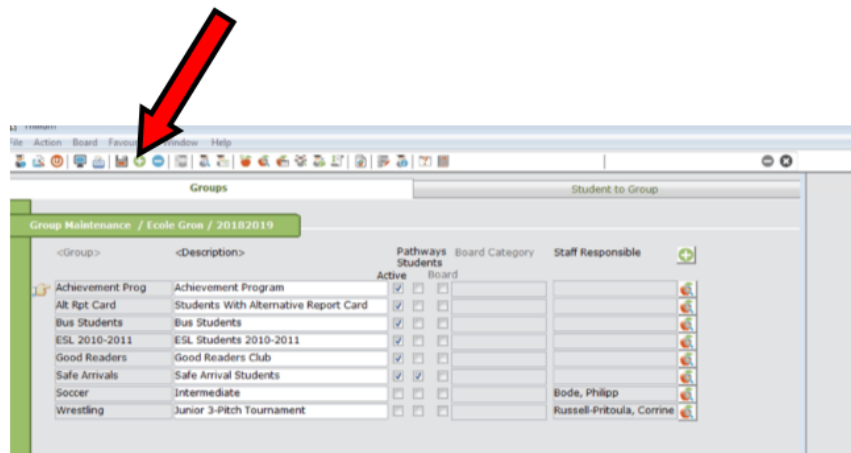 File Action Board Window Help
Groups Student to Group
Group Maintenance / Ecole Gron / 20182019
<Group> <Description> Pathways Board Category Staff Responsible
Students
Active Board
Achievement Prog Achievement Program
Alt Rpt Card Students With Alternative Report Card
Bus Students Bus Students
ESL 2010-2011 ESL Students 2010-2011
Good Readers Good Readers Club
Safe Arrivals Safe Arrival Students
Soccer Intermediate Bode, Philipp
Wrestling Junior 3-Pitch Tournament Russell-Pritoula, Corrine